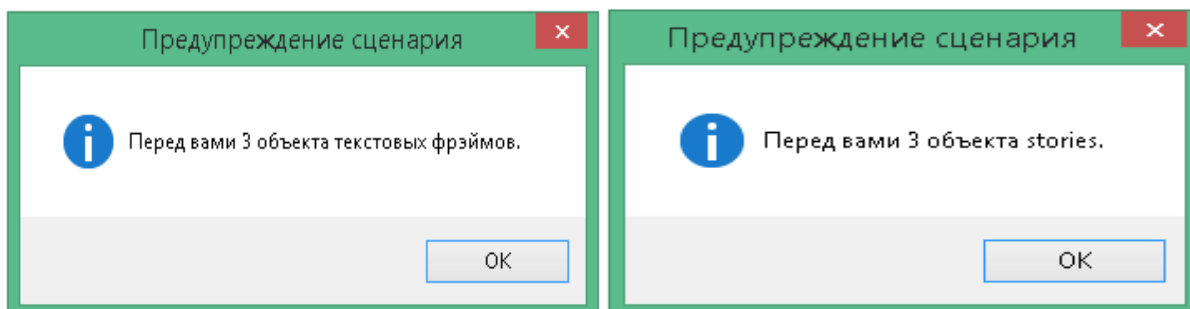 Предупреждение сценария
Перед вами 3 объекта текстовых фрэймов.
OK
Предупреждение сценария
Перед вами 3 объекта stories.
OK